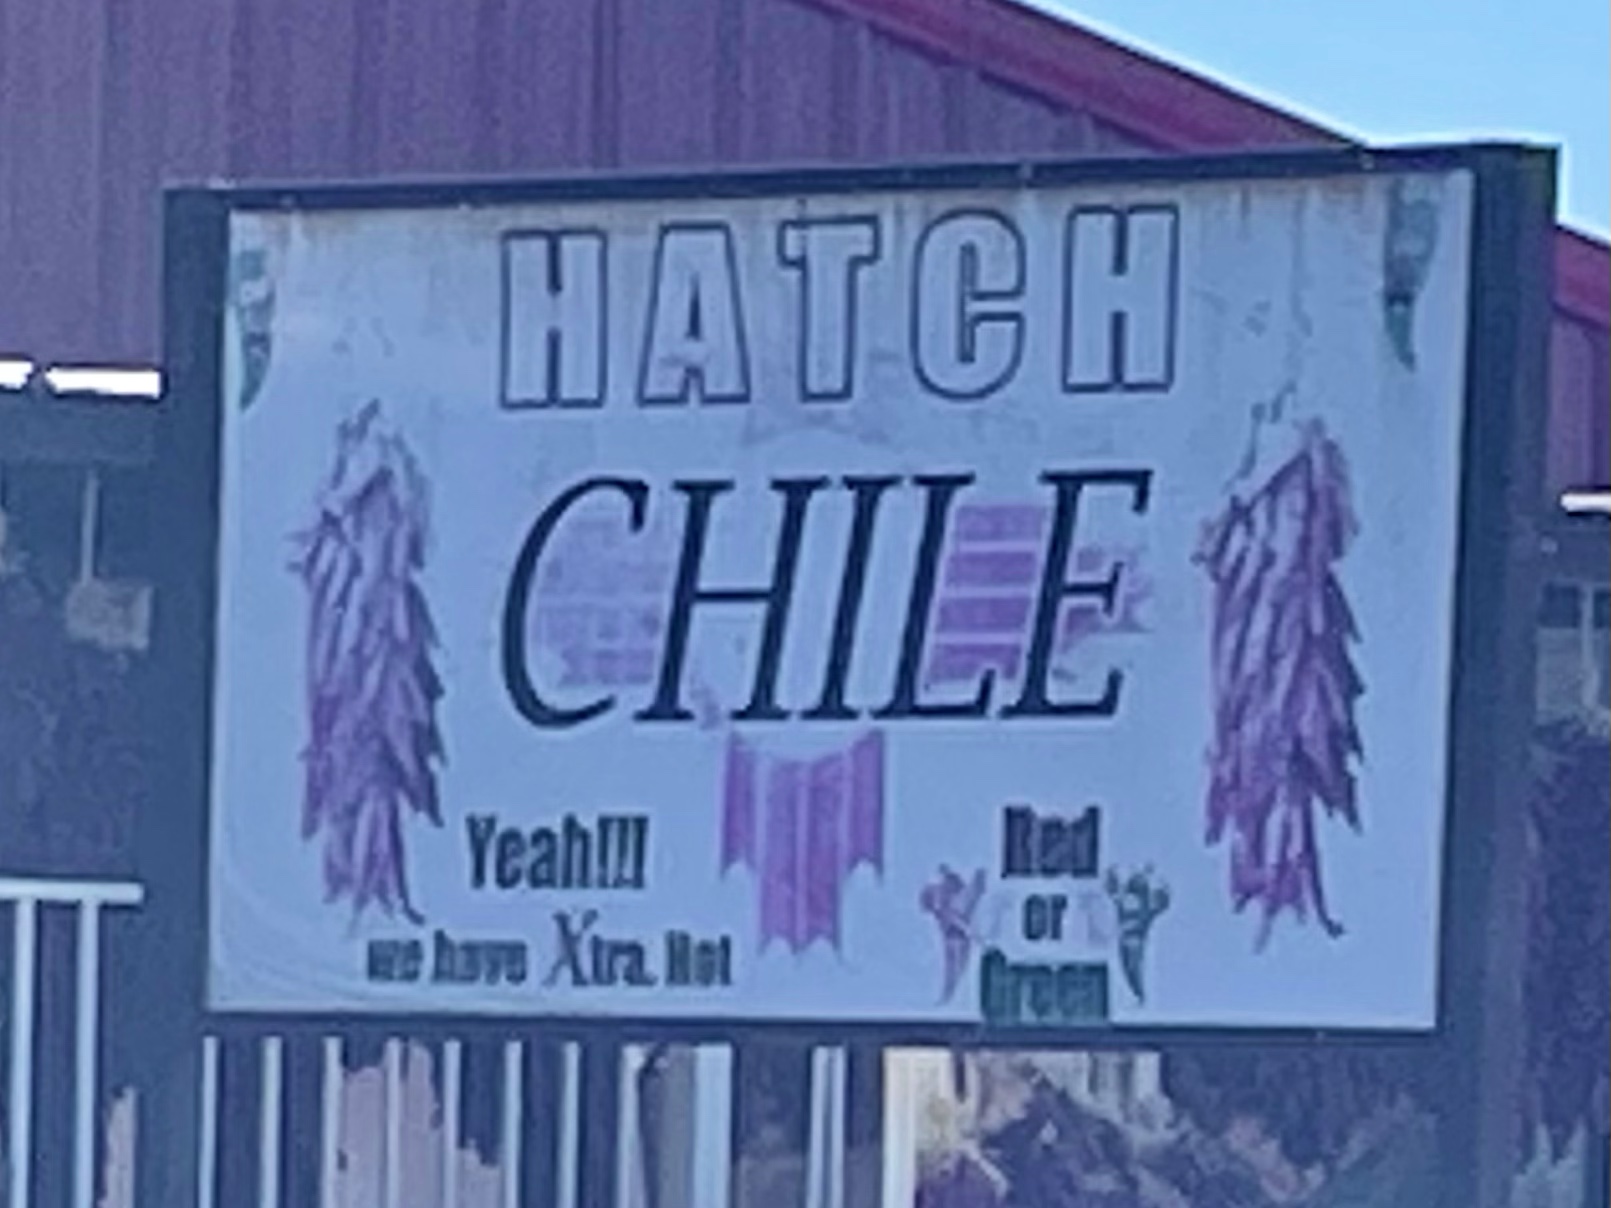 HATCH
CHILE
Yeah!!!
we have Xtra Hot
Red
or
Green